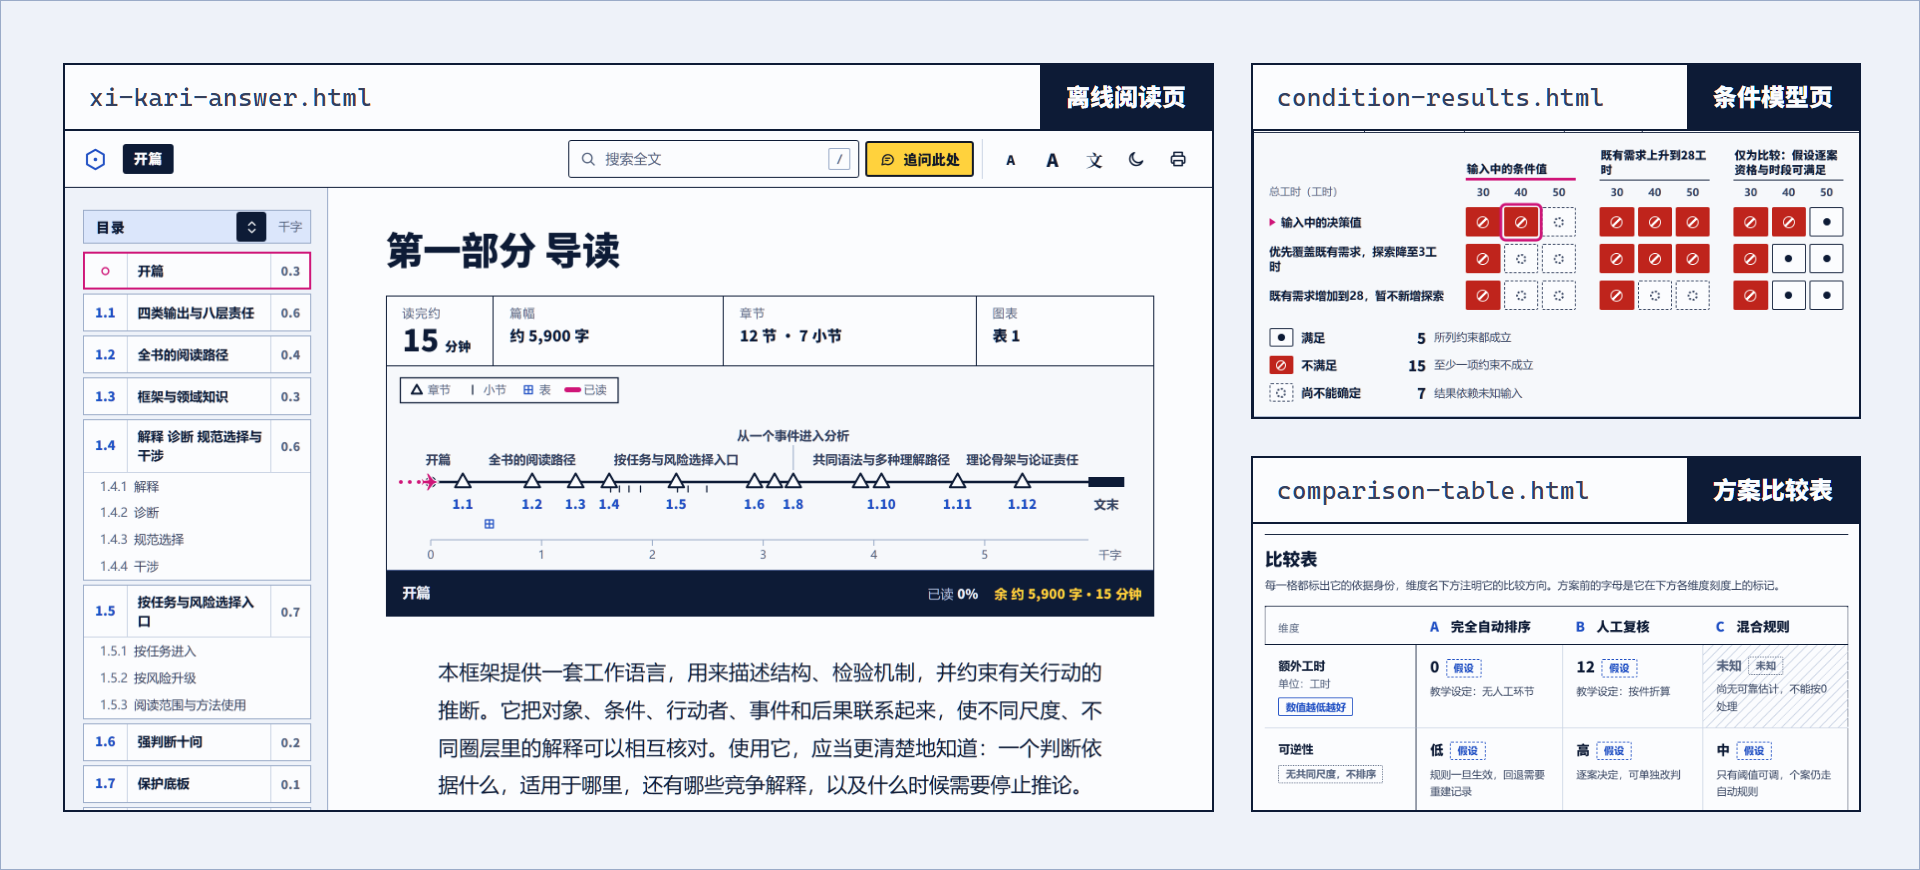 xi-kari-answer.html
离线阅读页
开篇
搜索全文
/
追问此处
A
A
文
目录
千字
开篇
0.3
1.1 四类输出与八层责任 0.6
1.2 全书的阅读路径 0.4
1.3 框架与领域知识 0.3
1.4 解释 诊断 规范选择与
干涉
0.6
1.4.1 解释
1.4.2 诊断
1.4.3 规范选择
1.4.4 干涉
1.5 按任务与风险选择入
口
0.7
1.5.1 按任务进入
1.5.2 按风险升级
1.5.3 阅读范围与方法使用
1.6 强判断十问 0.2
1.7 保护底板 0.1
第一部分 导读
读完约
15 分钟
篇幅
约 5,900 字
章节
12 节 · 7 小节
图表
表 1
章节 小节 表 已读
从一个事件进入分析
开篇 全书的阅读路径 按任务与风险选择入口 共同语法与多种理解路径 理论骨架与论证责任
1.1 1.2 1.3 1.4 1.5 1.6 1.8 1.10 1.11 1.12 文末
0 1 2 3 4 5 千字
开篇
已读 0% 余 约 5,900 字 · 15 分钟
本框架提供一套工作语言，用来描述结构、检验机制，并约束有关行动的
推断。它把对象、条件、行动者、事件和后果联系起来，使不同尺度、不
同圈层里的解释可以相互核对。使用它，应当更清楚地知道：一个判断依
据什么，适用于哪里，还有哪些竞争解释，以及什么时候需要停止推论。
condition-results.html
条件模型页
总工时（工时）
输入中的条件值
30 40 50
既有需求上升到28工
时
30 40 50
仅为比较：假设逐案
资格与时段可满足
30 40 50
输入中的决策值
优先覆盖既有需求，探索降至3工
时
既有需求增加到28，暂不新增探索
满足 5 所列约束都成立
不满足 15 至少一项约束不成立
尚不能确定 7 结果依赖未知输入
comparison-table.html
方案比较表
比较表
每一格都标出它的依据身份，维度名下方注明它的比较方向。方案前的字母是它在下方各维度刻度上的标记。
维度
A 完全自动排序
B 人工复核
C 混合规则
额外工时
单位：工时
数值越低越好
0 假设
教学设定：无人工环节
12 假设
教学设定：按件折算
未知 未知
尚无可靠估计，不能按0
处理
可逆性
无共同尺度，不排序
低 假设
规则一旦生效，回退需要
重建记录
高 假设
逐案决定，可单独改判
中 假设
只有阈值可调，个案仍走
自动规则